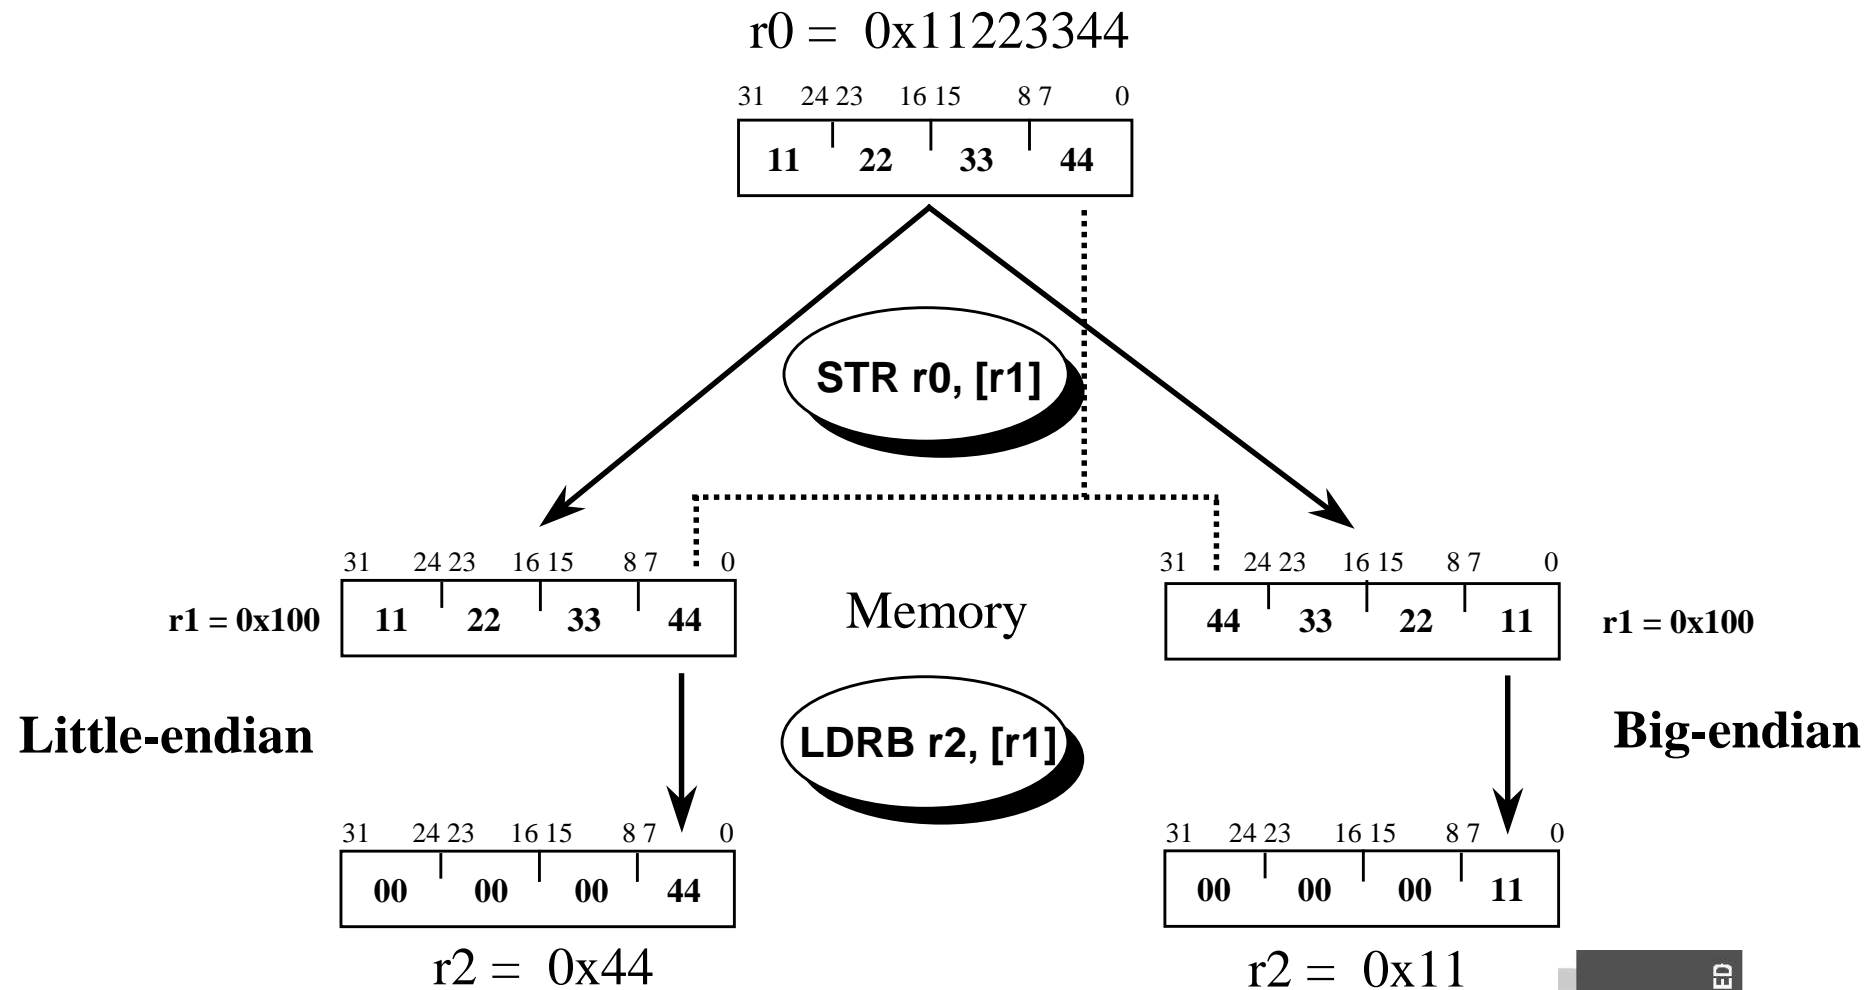 r0 = 0x11223344
31 24 23 16 15 8 7 0
11 22 33 44
STR r0, [r1]
31 24 23 16 15 8 7 0
31 24 23 16 15 8 7 0
r1 = 0x100
11 22 33 44
Memory
44 33 22 11
r1 = 0x100
Little-endian
LDRB r2, [r1]
Big-endian
31 24 23 16 15 8 7 0
31 24 23 16 15 8 7 0
00 00 00 44
00 00 00 11
r2 = 0x44
r2 = 0x11
ED